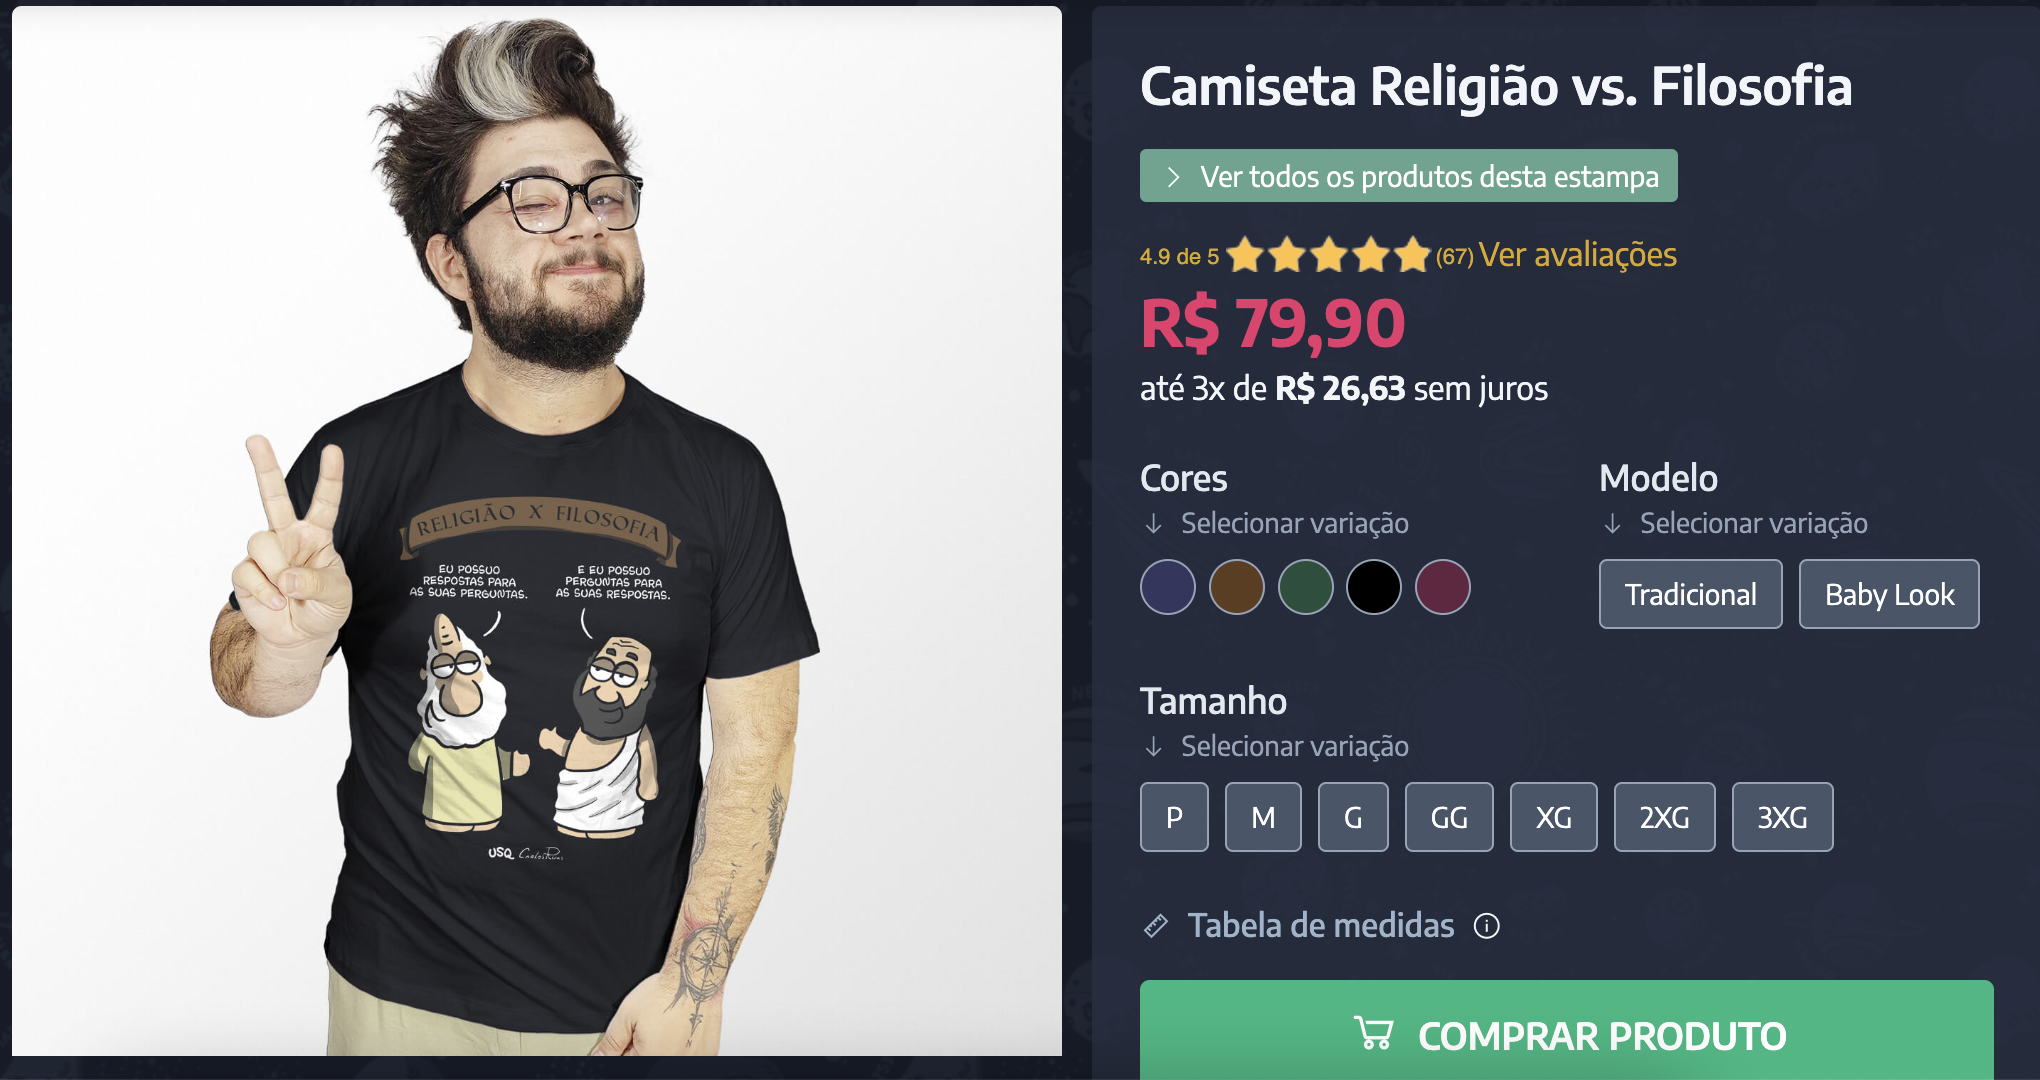 RELIGIÃO X FILOSOFIA
EU POSSUO
RESPOSTAS PARA
AS SUAS PERGUNTAS.
E EU POSSUO
PERGUNTAS PARA
AS SUAS RESPOSTAS.
USQ
Camiseta Religião vs. Filosofia
Ver todos os produtos desta estampa
4.9 de 5 (67) Ver avaliações
R$ 79,90
até 3x de R$ 26,63 sem juros
Cores
Selecionar variação
Modelo
Selecionar variação
Tradicional Baby Look
Tamanho
Selecionar variação
P M G GG XG 2XG 3XG
Tabela de medidas
COMPRAR PRODUTO